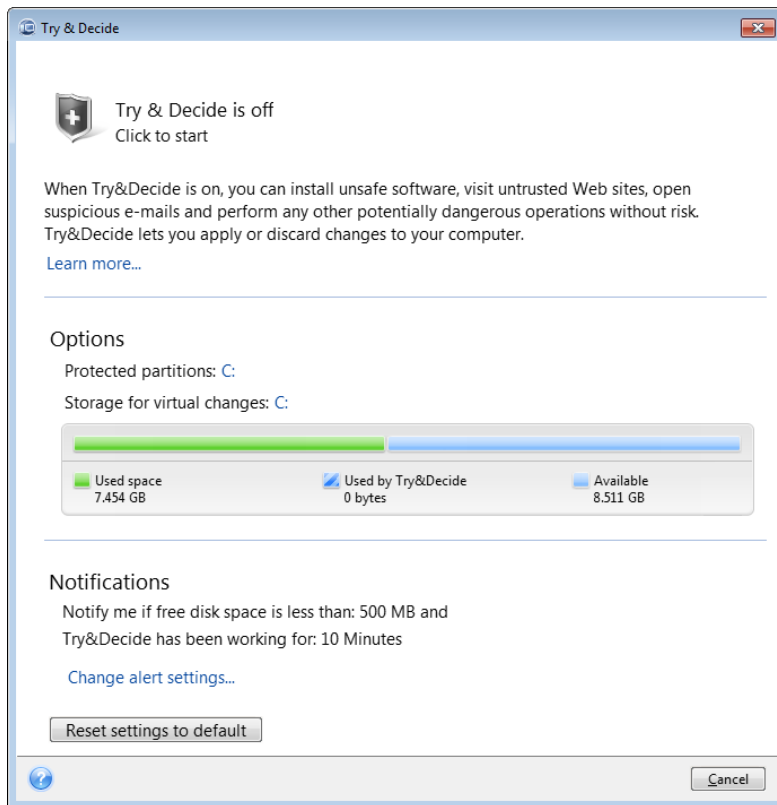 Try & Decide
Try & Decide is off
Click to start
When Try&Decide is on, you can install unsafe software, visit untrusted Web sites, open
suspicious e-mails and perform any other potentially dangerous operations without risk.
Try&Decide lets you apply or discard changes to your computer.
Learn more...
Options
Protected partitions: C:
Storage for virtual changes: C:
Used space
7.454 GB
Used by Try&Decide
0 bytes
Available
8.511 GB
Notifications
Notify me if free disk space is less than: 500 MB and
Try&Decide has been working for: 10 Minutes
Change alert settings...
Reset settings to default
?
Cancel